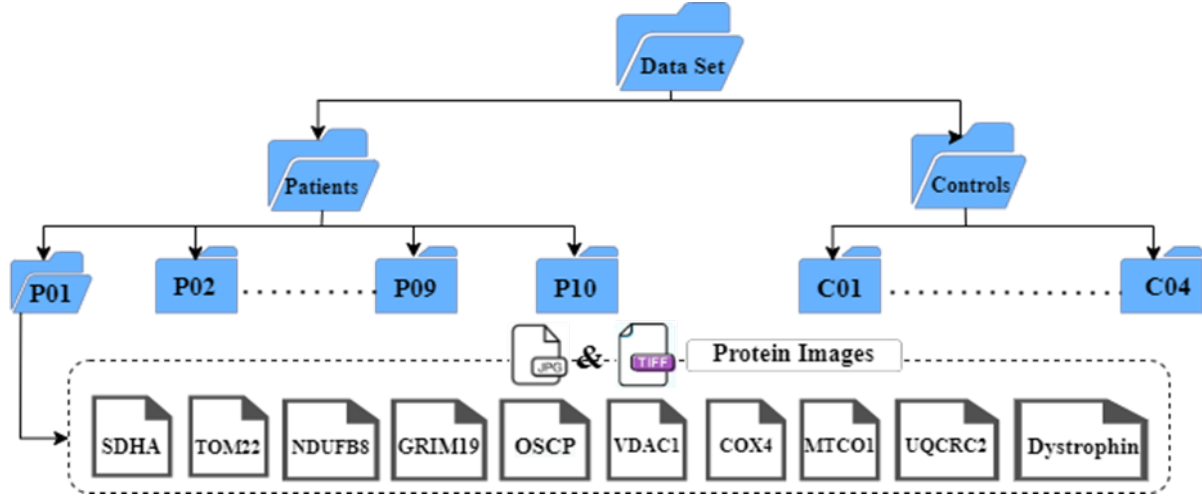 Data Set
Patients
Controls
P01
P02
P09
P10
C01
C04
JPG
&
TIFF
Protein Images
SDHA
TOM22
NDUFB8
GRIM19
OSCP
VDAC1
COX4
MTCO1
UQCRC2
Dystrophin